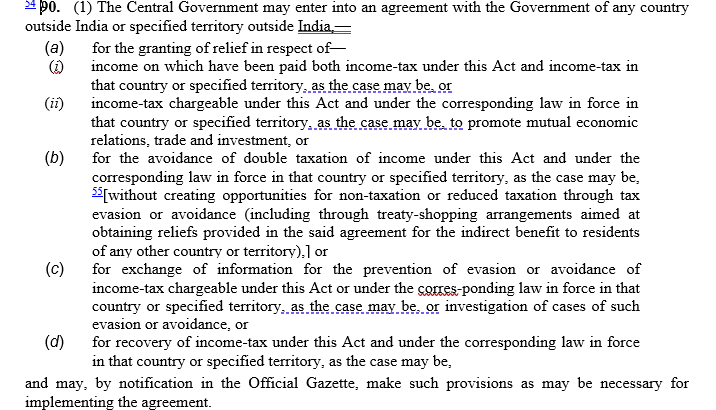 54 90. (1) The Central Government may enter into an agreement with the Government of any country
outside India or specified territory outside India,—
(a) for the granting of relief in respect of—
(i) income on which have been paid both income-tax under this Act and income-tax in
that country or specified territory, as the case may be, or
(ii) income-tax chargeable under this Act and under the corresponding law in force in
that country or specified territory, as the case may be, to promote mutual economic
relations, trade and investment, or
(b) for the avoidance of double taxation of income under this Act and under the
corresponding law in force in that country or specified territory, as the case may be,
55[without creating opportunities for non-taxation or reduced taxation through tax
evasion or avoidance (including through treaty-shopping arrangements aimed at
obtaining reliefs provided in the said agreement for the indirect benefit to residents
of any other country or territory),] or
(c) for exchange of information for the prevention of evasion or avoidance of
income-tax chargeable under this Act or under the corres-ponding law in force in that
country or specified territory, as the case may be, or investigation of cases of such
evasion or avoidance, or
(d) for recovery of income-tax under this Act and under the corresponding law in force
in that country or specified territory, as the case may be,
and may, by notification in the Official Gazette, make such provisions as may be necessary for
implementing the agreement.